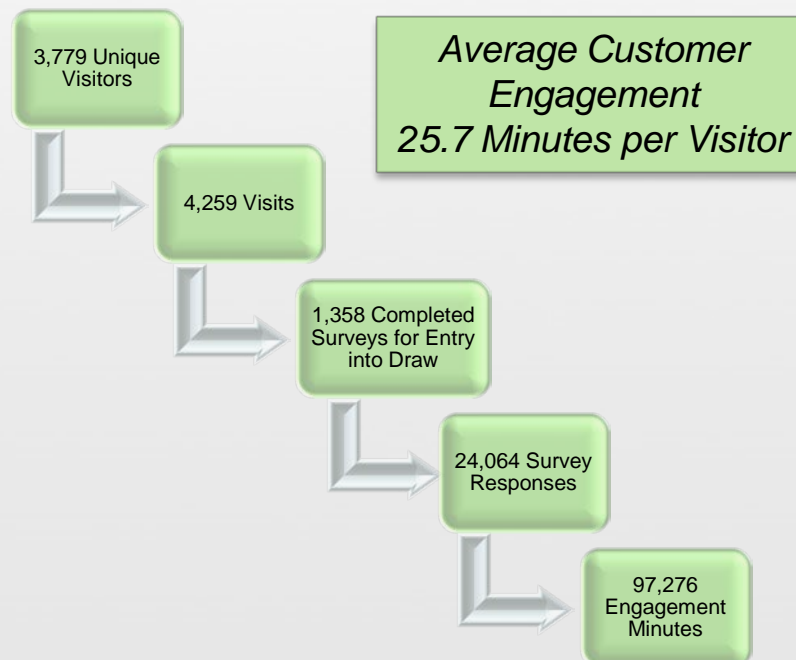 3,779 Unique
Visitors
Average Customer
Engagement
25.7 Minutes per Visitor
4,259 Visits
1,358 Completed
Surveys for Entry
into Draw
24,064 Survey
Responses
97,276
Engagement
Minutes